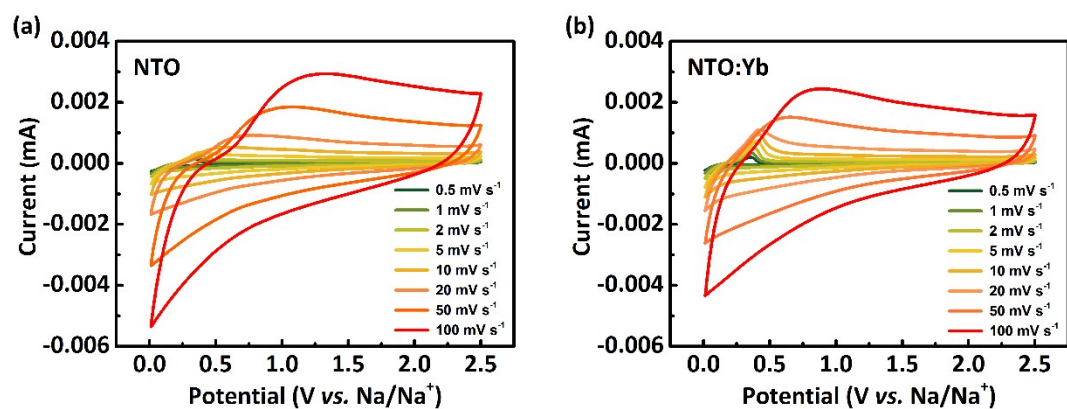 (a)
NTO
Current (mA)
0.004
0.002
0.000
-0.002
-0.004
-0.006
0.5 mV s⁻¹
1 mV s⁻¹
2 mV s⁻¹
5 mV s⁻¹
10 mV s⁻¹
20 mV s⁻¹
50 mV s⁻¹
100 mV s⁻¹
0.0 0.5 1.0 1.5 2.0 2.5
Potential (V vs. Na/Na⁺)
(b)
NTO:Yb
Current (mA)
0.004
0.002
0.000
-0.002
-0.004
-0.006
0.5 mV s⁻¹
1 mV s⁻¹
2 mV s⁻¹
5 mV s⁻¹
10 mV s⁻¹
20 mV s⁻¹
50 mV s⁻¹
100 mV s⁻¹
0.0 0.5 1.0 1.5 2.0 2.5
Potential (V vs. Na/Na⁺)